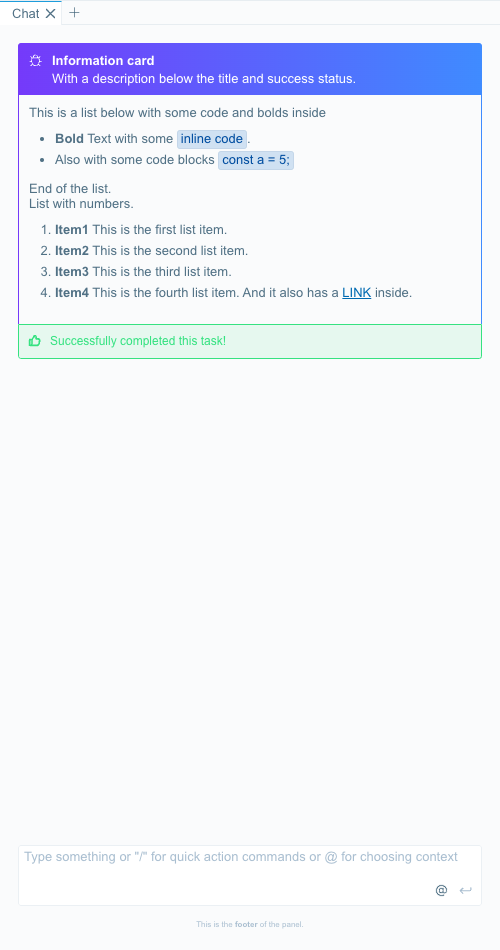 Chat
Information card
With a description below the title and success status.
This is a list below with some code and bolds inside
• Bold Text with some inline code .
• Also with some code blocks const a = 5;
End of the list.
List with numbers.
1. Item1 This is the first list item.
2. Item2 This is the second list item.
3. Item3 This is the third list item.
4. Item4 This is the fourth list item. And it also has a LINK inside.
Successfully completed this task!
Type something or "/" for quick action commands or @ for choosing context
@
This is the footer of the panel.